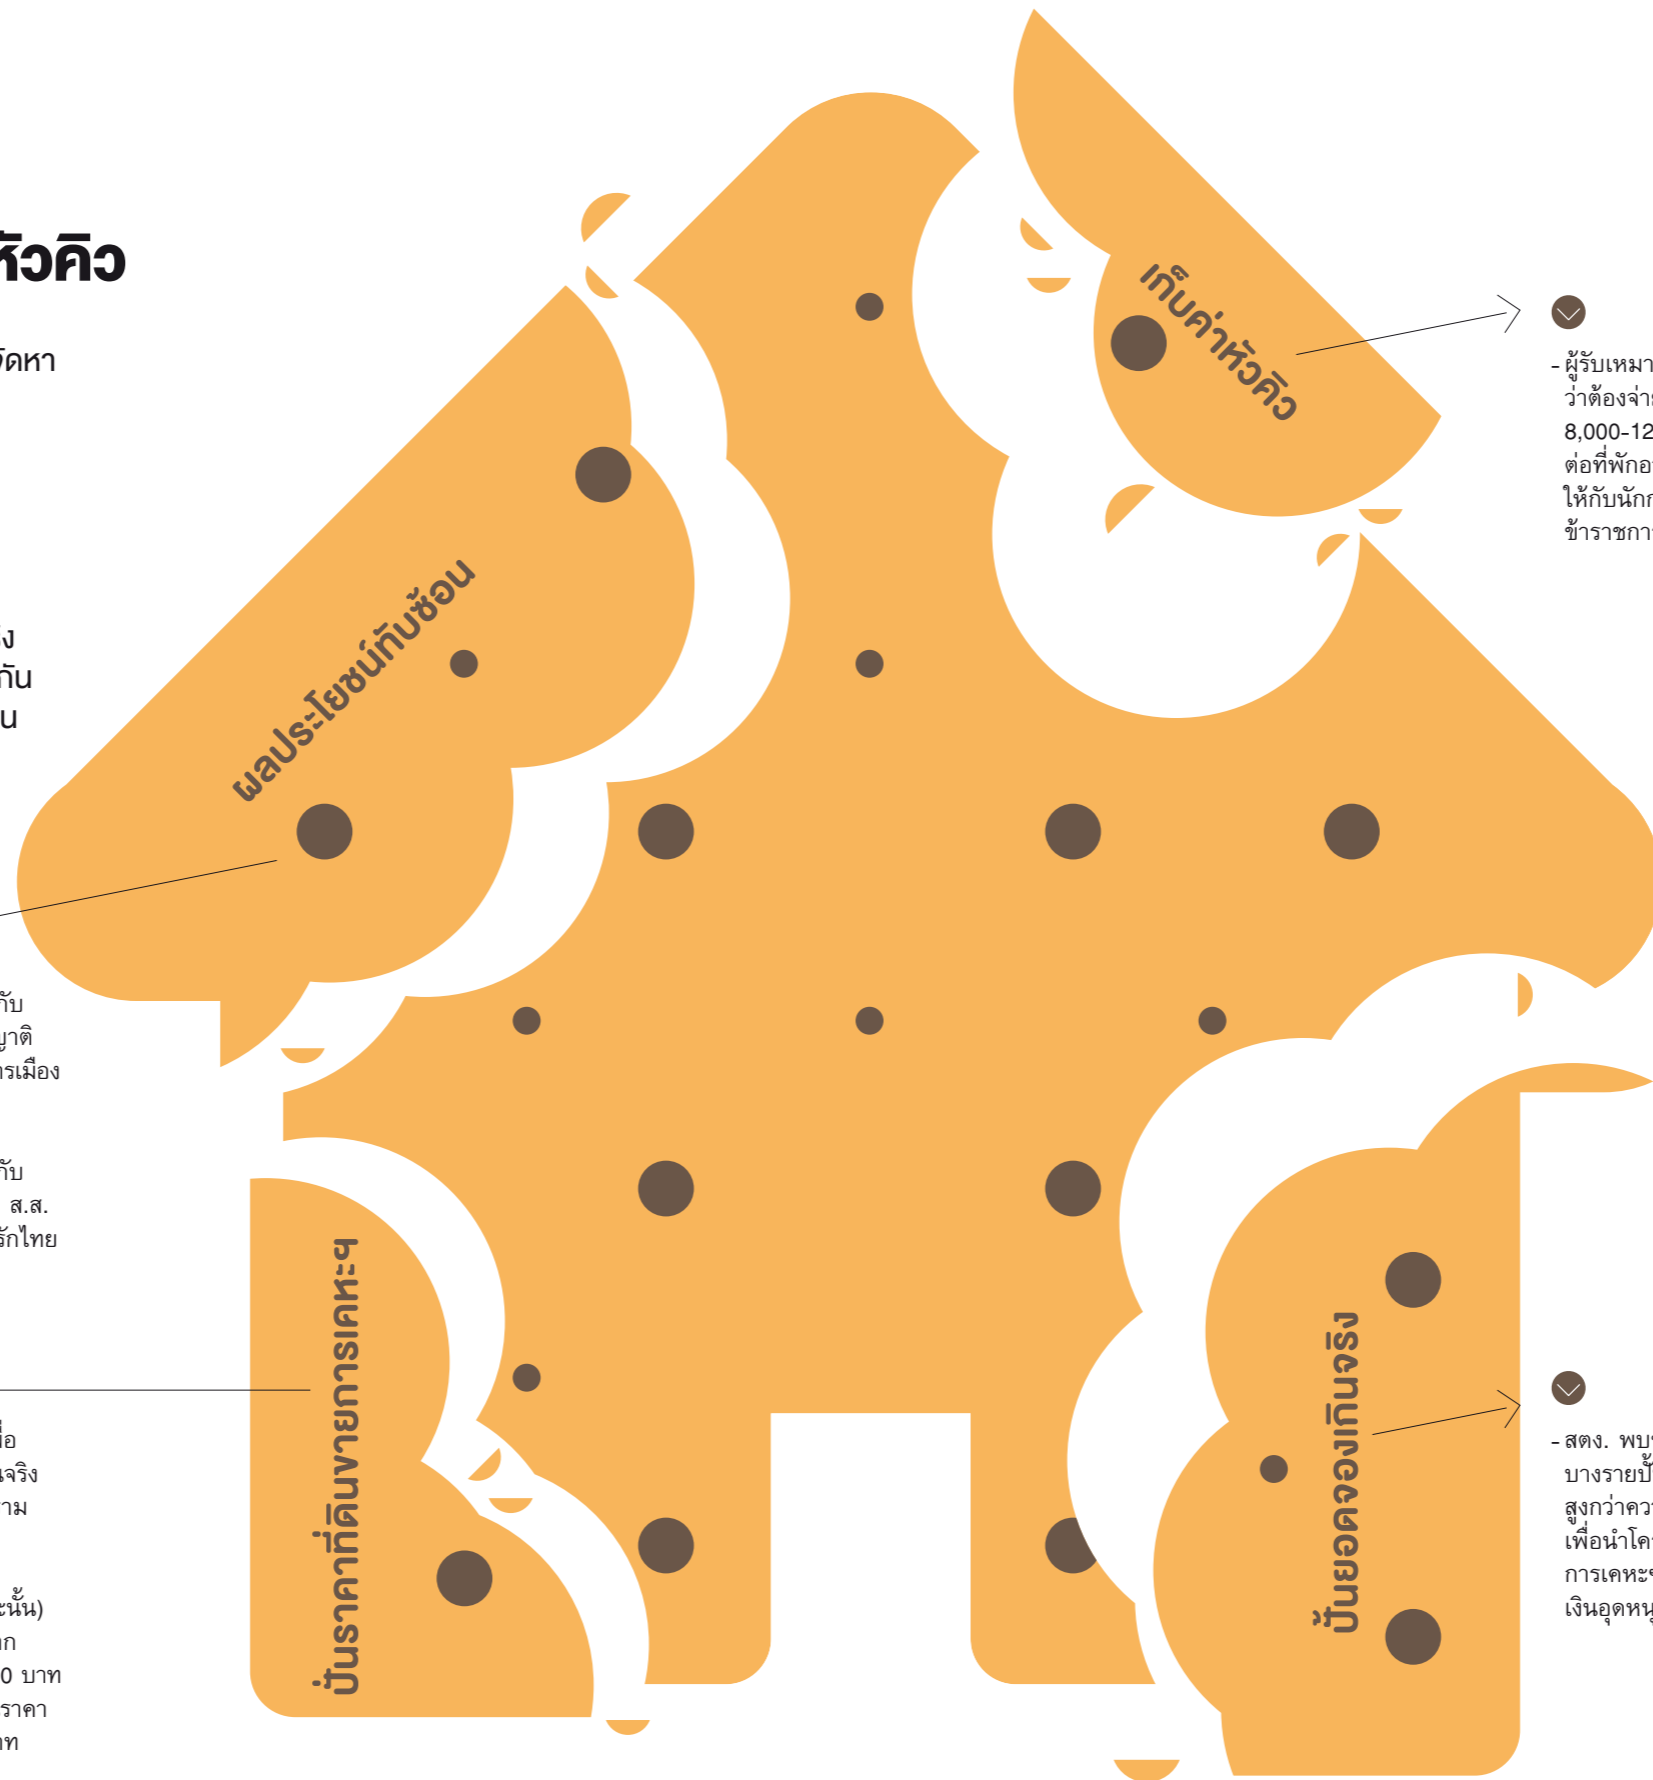 หัวคิว
จัดหา
กัน
เก็บค่าหัวคิว
- ผู้รับเหมา
ว่าต้องจ่าย
8,000-12
ต่อที่พักอ
ให้กับนัก
ข้าราชการ
ผลประโยชน์ทับซ้อน
กับ
ญาติ
การเมือง
กับ
ส.ส.
รักไทย
ปั่นราคาที่ดินขายการเคหะฯ
นจริง
ราม
ะนั้น)
0 บาท
ราคา
ปั้นยอดจองเกินจริง
- สตง. พบ
บางรายปั้
สูงกว่าควา
เพื่อนำโค
การเคหะฯ
เงินอุดหนุ